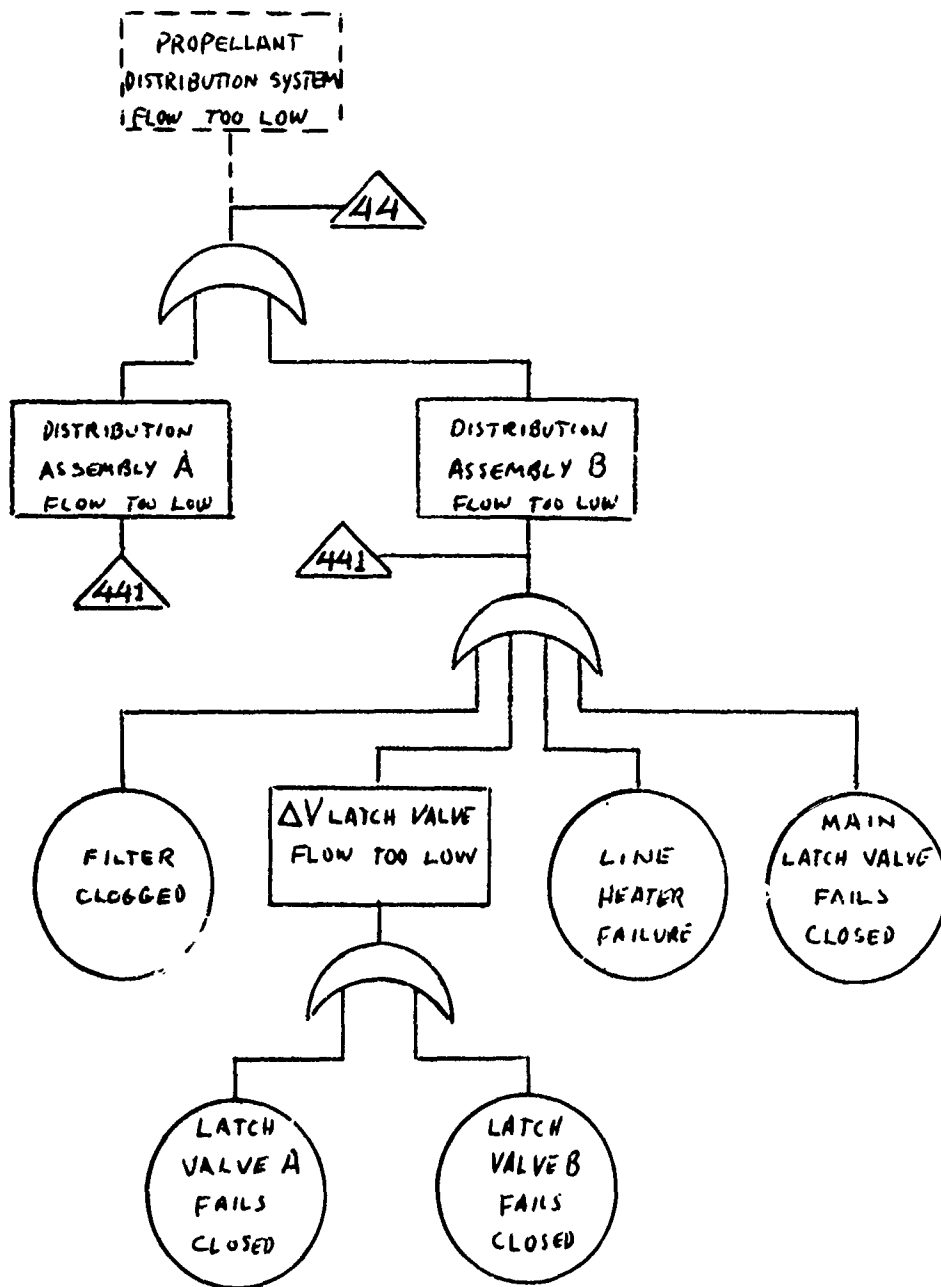 PROPELLANT
DISTRIBUTION SYSTEM
FLOW TOO LOW
44
DISTRIBUTION
ASSEMBLY A
FLOW TOO LOW
DISTRIBUTION
ASSEMBLY B
FLOW TOO LOW
441
441
FILTER
CLOGGED
ΔV LATCH VALVE
FLOW TOO LOW
LINE
HEATER
FAILURE
MAIN
LATCH VALVE
FAILS
CLOSED
LATCH
VALVE A
FAILS
CLOSED
LATCH
VALVE B
FAILS
CLOSED